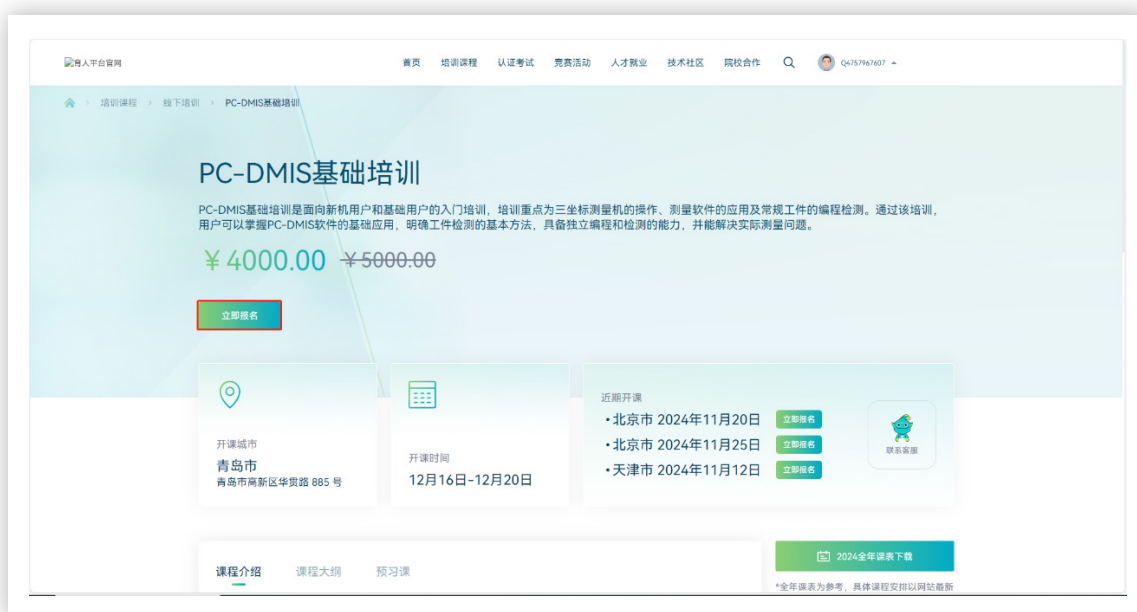 育人平台官网
首页 培训课程 认证考试 竞赛活动 人才就业 技术社区 院校合作 Q4757967607
培训课程 > 线下培训 > PC-DMIS基础培训
PC-DMIS基础培训
PC-DMIS基础培训是面向新机用户和基础用户的入门培训，培训重点为三坐标测量机的操作、测量软件的应用及常规工件的编程检测。通过该培训，
用户可以掌握PC-DMIS软件的基础应用，明确工件检测的基本方法，具备独立编程和检测的能力，并能解决实际测量问题。
￥4000.00 ￥5000.00
立即报名
开课城市
青岛市
青岛市高新区华贯路 885 号
开课时间
12月16日-12月20日
近期开课
·北京市 2024年11月20日 立即报名
·北京市 2024年11月25日 立即报名
·天津市 2024年11月12日 立即报名
联系客服
课程介绍 课程大纲 预习课
2024全年课表下载
*全年课表为参考，具体课程安排以网站最新